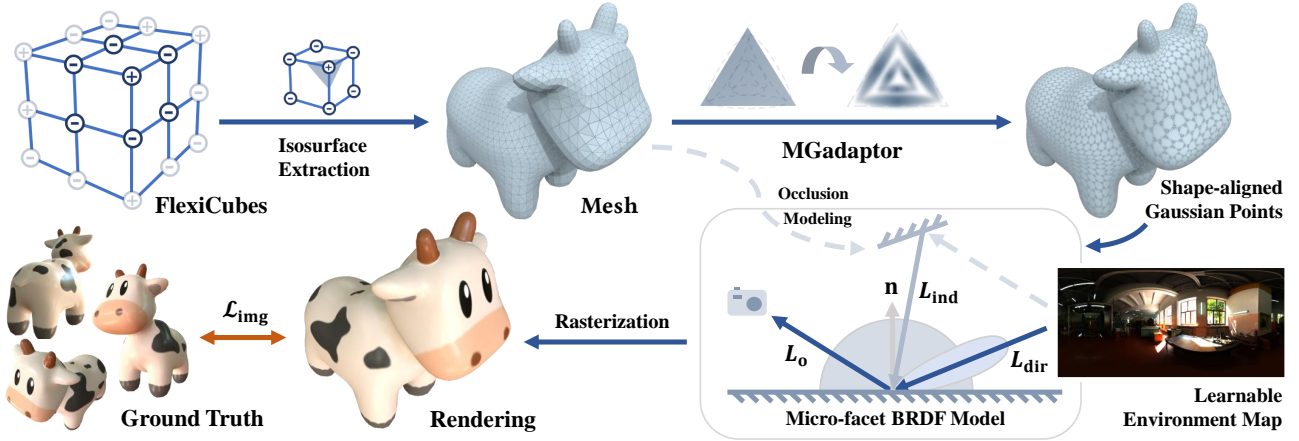 Isosurface
Extraction
FlexiCubes
Mesh
MGadaptor
Shape-aligned
Gaussian Points
Occlusion
Modeling
n
L_ind
L_o
L_dir
Micro-facet BRDF Model
Learnable
Environment Map
Rasterization
Rendering
ℒ_img
Ground Truth